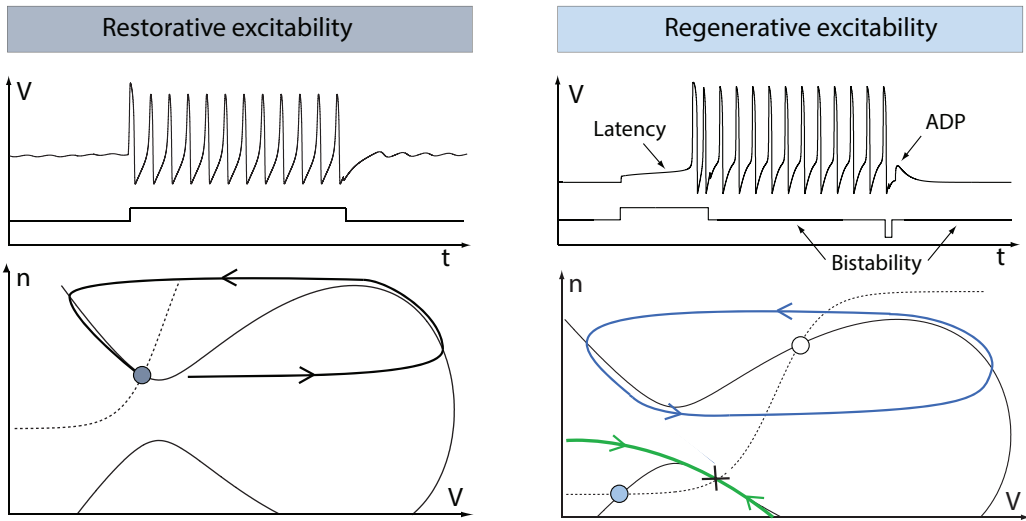 Restorative excitability
V
t
n
V
Regenerative excitability
V
Latency
ADP
Bistability
t
n
V